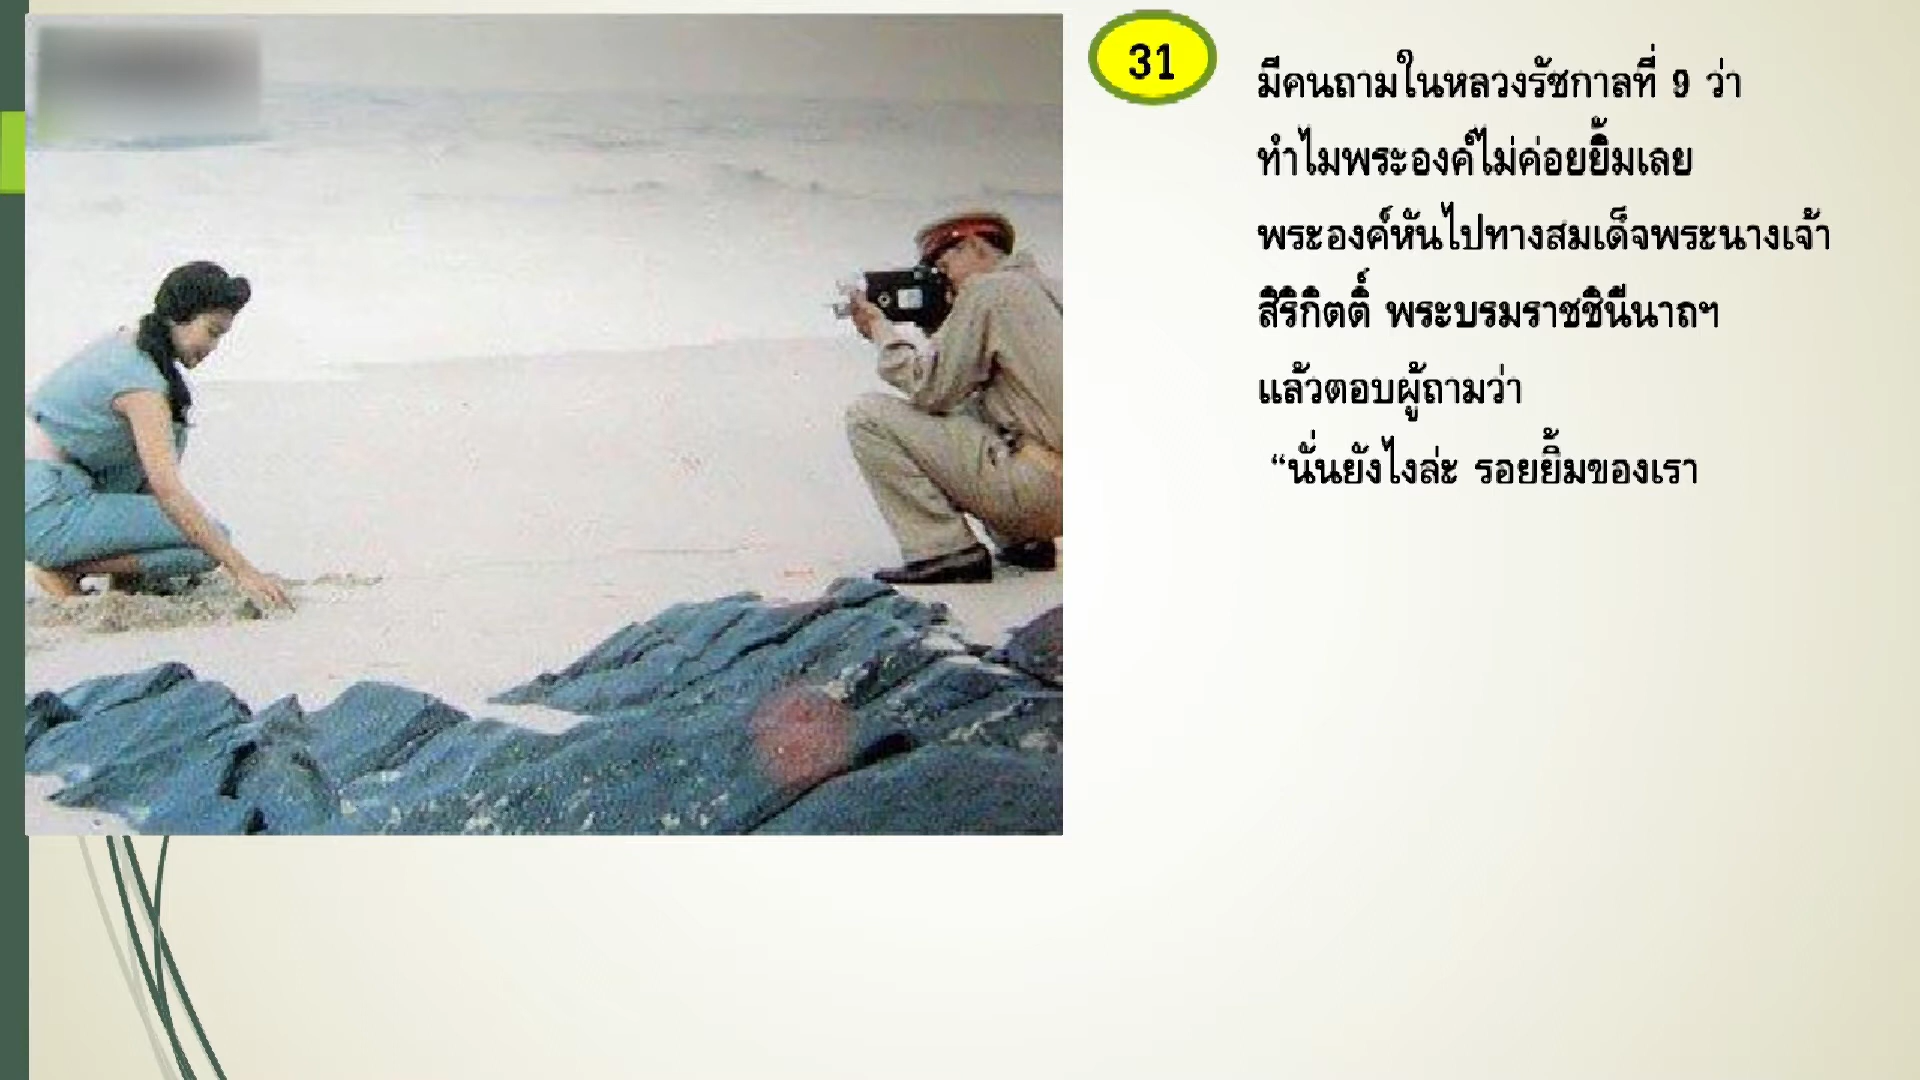 31
มีคนถามในหลวงรัชกาลที่ 9 ว่า
ทำไมพระองค์ไม่ค่อยยิ้มเลย
พระองค์หันไปทางสมเด็จพระนางเจ้า
สิริกิตติ์ พระบรมราชชินีนาถฯ
แล้วตอบผู้ถามว่า
“นั่นยังไงล่ะ รอยยิ้มของเรา